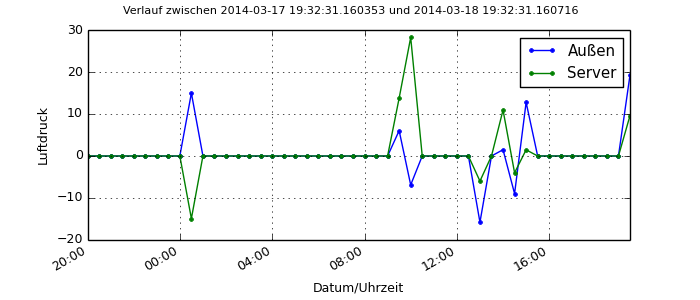 Verlauf zwischen 2014-03-17 19:32:31.160353 und 2014-03-18 19:32:31.160716
30
20
10
0
−10
−20
Luftdruck
Außen
Server
20:00
00:00
04:00
08:00
12:00
16:00
Datum/Uhrzeit